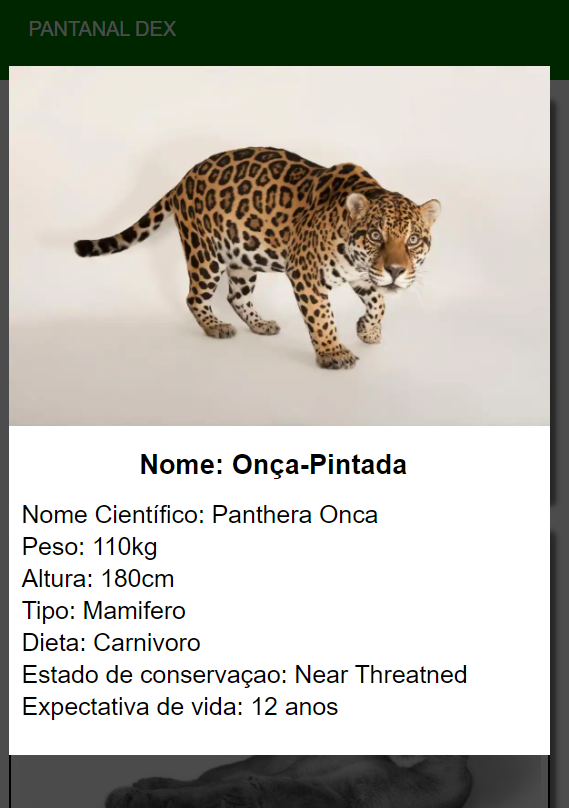 PANTANAL DEX
Nome: Onça-Pintada
Nome Científico: Panthera Onca
Peso: 110kg
Altura: 180cm
Tipo: Mamifero
Dieta: Carnivoro
Estado de conservaçao: Near Threatned
Expectativa de vida: 12 anos